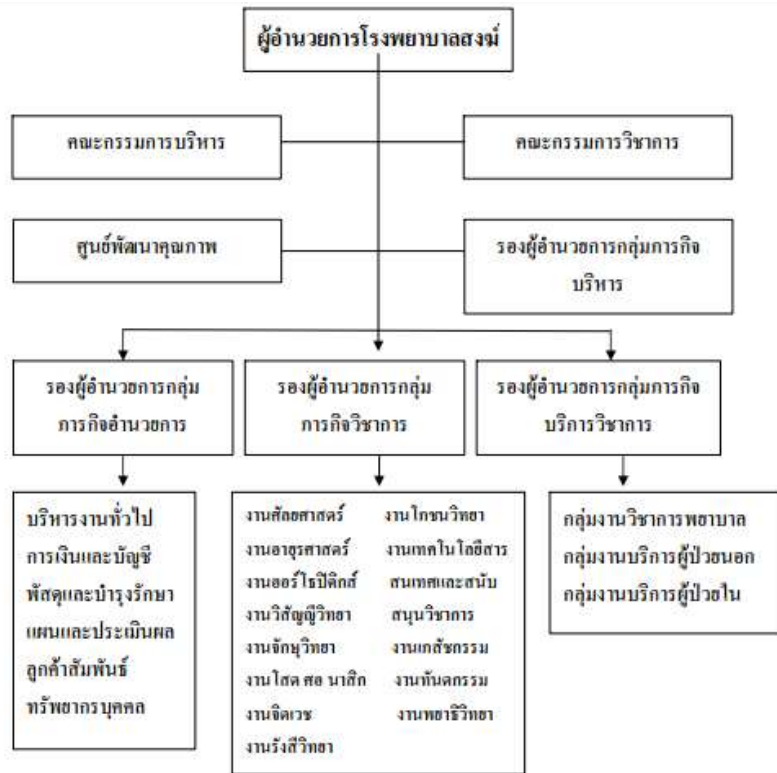 ผู้อำนวยการโรงพยาบาลสงฆ์
คณะกรรมการบริหาร
คณะกรรมการวิชาการ
ศูนย์พัฒนาคุณภาพ
รองผู้อำนวยการกลุ่มภารกิจ
บริหาร
รองผู้อำนวยการกลุ่ม
ภารกิจอำนวยการ
รองผู้อำนวยการกลุ่ม
ภารกิจวิชาการ
รองผู้อำนวยการกลุ่มภารกิจ
บริการวิชาการ
บริหารงานทั่วไป
การเงินและบัญชี
พัสดุและบำรุงรักษา
แผนและประเมินผล
ลูกค้าสัมพันธ์
ทรัพยากรบุคคล
งานศัลยศาสตร์
งานอายุรศาสตร์
งานออร์โธปิดิกส์
งานวิสัญญีวิทยา
งานจักษุวิทยา
งานโสต ศอ นาสิก
งานจิตเวช
งานรังสีวิทยา
งานโภชนวิทยา
งานเทคโนโลยีสาร
สนเทศและสนับ
สนุนวิชาการ
งานเภสัชกรรม
งานทันตกรรม
งานพยาธิวิทยา
กลุ่มงานวิชาการพยาบาล
กลุ่มงานบริการผู้ป่วยนอก
กลุ่มงานบริการผู้ป่วยใน